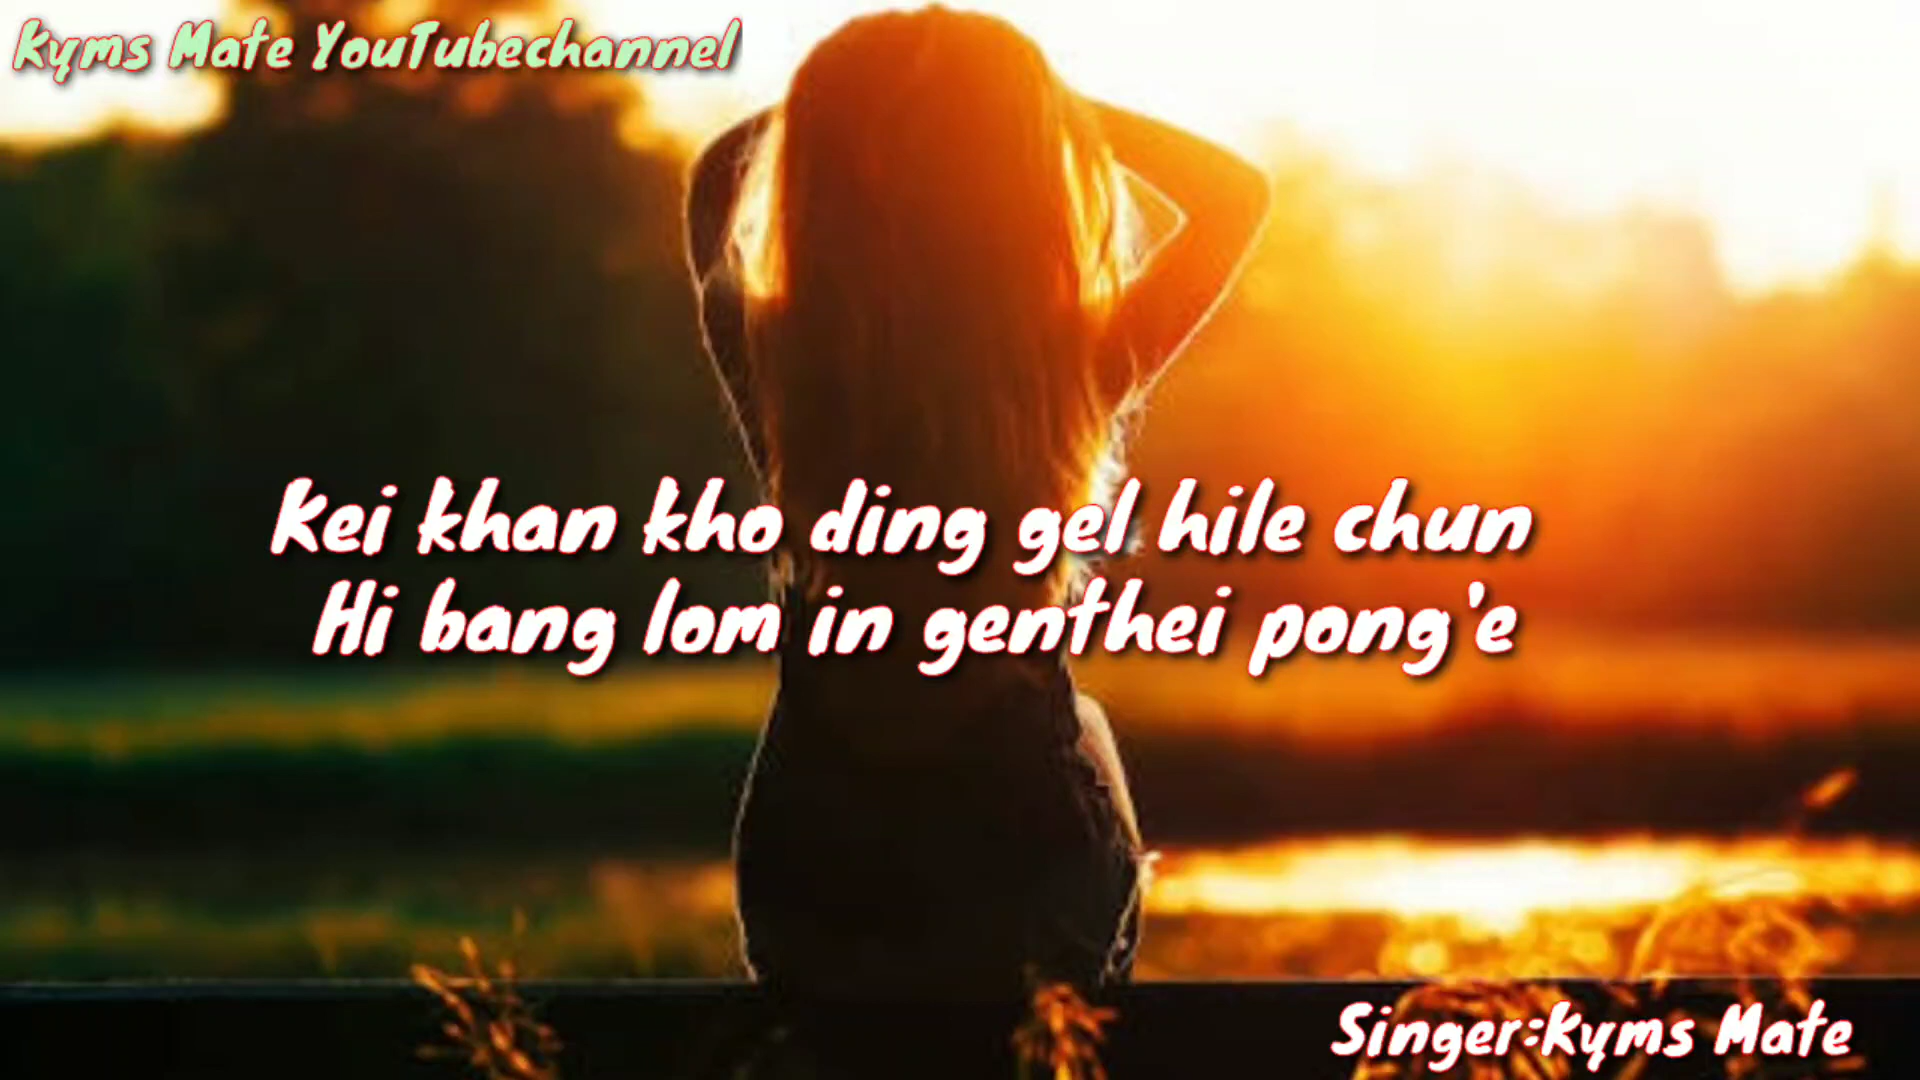 Kyms Mate YouTubechannel
Kei khan kho ding gel hile chun
Hi bang lom in genthei pong'e
Singer:Kyms Mate